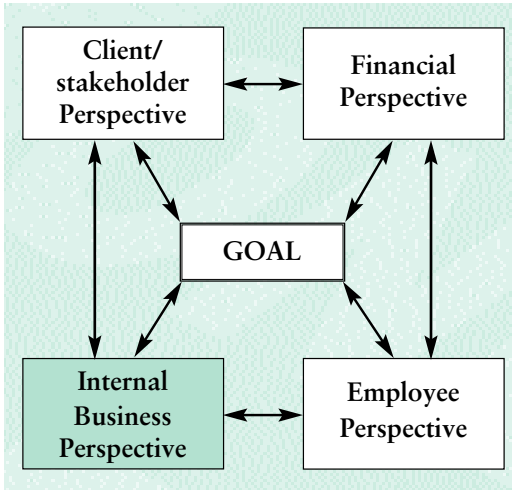 Client/
stakeholder
Perspective
Financial
Perspective
GOAL
Internal
Business
Perspective
Employee
Perspective